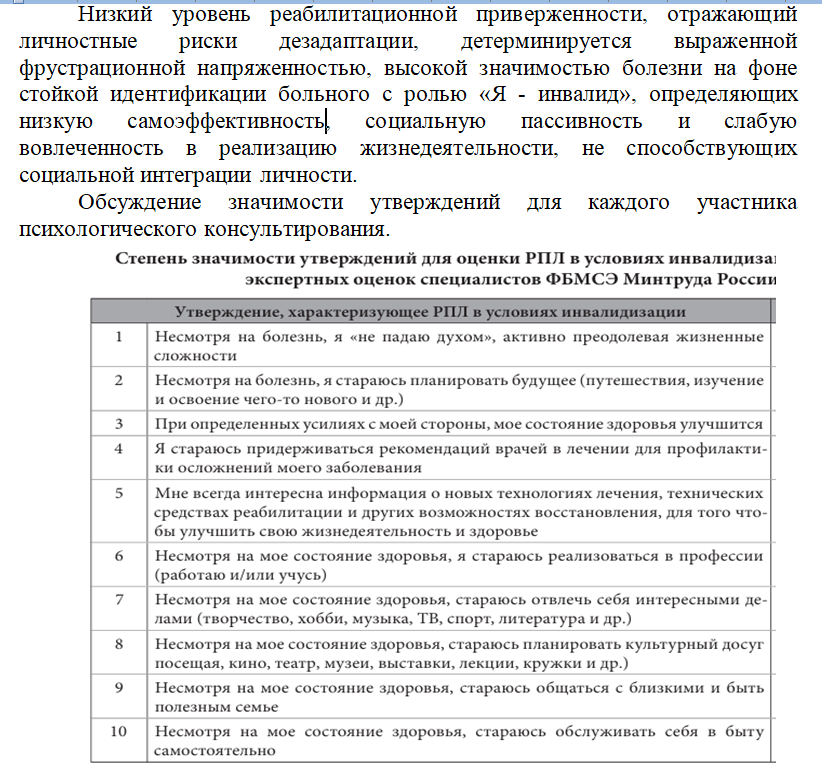 Низкий уровень реабилитационной приверженности, отражающий
личностные риски дезадаптации, детерминируется выраженной
фрустрационной напряженностью, высокой значимостью болезни на фоне
стойкой идентификации больного с ролью «Я - инвалид», определяющих
низкую самоэффективность, социальную пассивность и слабую
вовлеченность в реализацию жизнедеятельности, не способствующих
социальной интеграции личности.
Обсуждение значимости утверждений для каждого участника
психологического консультирования.
Степень значимости утверждений для оценки РПЛ в условиях инвалидиза
экспертных оценок специалистов ФБМСЭ Минтруда России
Утверждение, характеризующее РПЛ в условиях инвалидизации
1 Несмотря на болезнь, я «не падаю духом», активно преодолевая жизненные
сложности
2 Несмотря на болезнь, я стараюсь планировать будущее (путешествия, изучение
и освоение чего-то нового и др.)
3 При определенных усилиях с моей стороны, мое состояние здоровья улучшится
4 Я стараюсь придерживаться рекомендаций врачей в лечении для профилакти-
ки осложнений моего заболевания
5 Мне всегда интересна информация о новых технологиях лечения, технических
средствах реабилитации и других возможностях восстановления, для того что-
бы улучшить свою жизнедеятельность и здоровье
6 Несмотря на мое состояние здоровья, я стараюсь реализоваться в профессии
(работаю и/или учусь)
7 Несмотря на мое состояние здоровья, стараюсь отвлечь себя интересными де-
лами (творчество, хобби, музыка, ТВ, спорт, литература и др.)
8 Несмотря на мое состояние здоровья, стараюсь планировать культурный досуг
посещая, кино, театр, музеи, выставки, лекции, кружки и др.)
9 Несмотря на мое состояние здоровья, стараюсь общаться с близкими и быть
полезным семье
10 Несмотря на мое состояние здоровья, стараюсь обслуживать себя в быту
самостоятельно